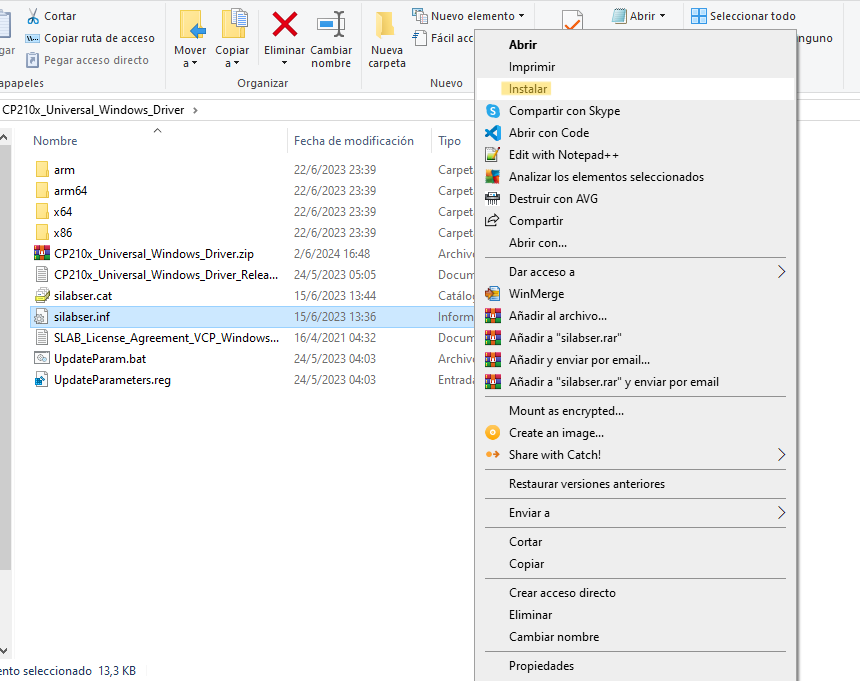 Cortar
Copiar ruta de acceso
Pegar acceso directo
Mover a
Copiar a
Eliminar
Cambiar nombre
Nueva carpeta
Nuevo elemento
Fácil acc
Abrir
Seleccionar todo
Organizar
Nuevo
CP210x_Universal_Windows_Driver
Nombre Fecha de modificación Tipo
arm 22/6/2023 23:39 Carpet
arm64 22/6/2023 23:39 Carpet
x64 22/6/2023 23:39 Carpet
x86 22/6/2023 23:39 Carpet
CP210x_Universal_Windows_Driver.zip 2/6/2024 16:48 Archivo
CP210x_Universal_Windows_Driver_Relea... 24/5/2023 05:05 Docum
silabser.cat 15/6/2023 13:44 Catálog
silabser.inf 15/6/2023 13:36 Inform
SLAB_License_Agreement_VCP_Windows... 16/4/2021 04:32 Docum
UpdateParam.bat 24/5/2023 04:03 Archivo
UpdateParameters.reg 24/5/2023 04:03 Entrada
Abrir
Imprimir
Instalar
Compartir con Skype
Abrir con Code
Edit with Notepad++
Analizar los elementos seleccionados
Destruir con AVG
Compartir
Abrir con...
Dar acceso a
WinMerge
Añadir al archivo...
Añadir a "silabser.rar"
Añadir y enviar por email...
Añadir a "silabser.rar" y enviar por email
Mount as encrypted...
Create an image...
Share with Catch!
Restaurar versiones anteriores
Enviar a
Cortar
Copiar
Crear acceso directo
Eliminar
Cambiar nombre
Propiedades
ento seleccionado 13,3 KB